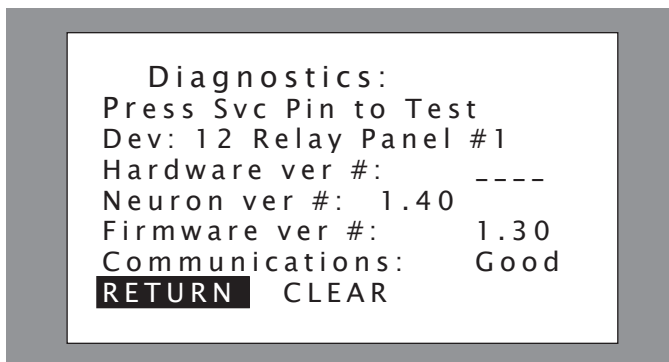 Diagnostics:
Press Svc Pin to Test
Dev: 12 Relay Panel #1
Hardware ver #: ____
Neuron ver #: 1.40
Firmware ver #: 1.30
Communications: Good
RETURN CLEAR